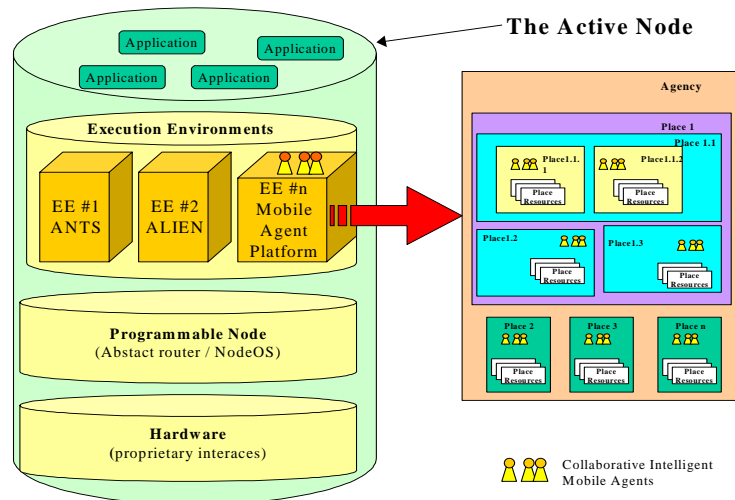 The Active Node
Application
Application
Application
Application
Execution Environments
EE #1
ANTS
EE #2
ALIEN
EE #n
Mobile
Agent
Platform
Programmable Node
(Abstact router / NodeOS)
Hardware
(proprietary interaces)
Agency
Place 1
Place 1.1
Place1.1.
1
Place
Resources
Place1.1.2
Place
Resources
Place1.2
Place
Resources
Place1.3
Place
Resources
Place 2
Place
Resources
Place 3
Place
Resources
Place n
Place
Resources
Collaborative Intelligent
Mobile Agents